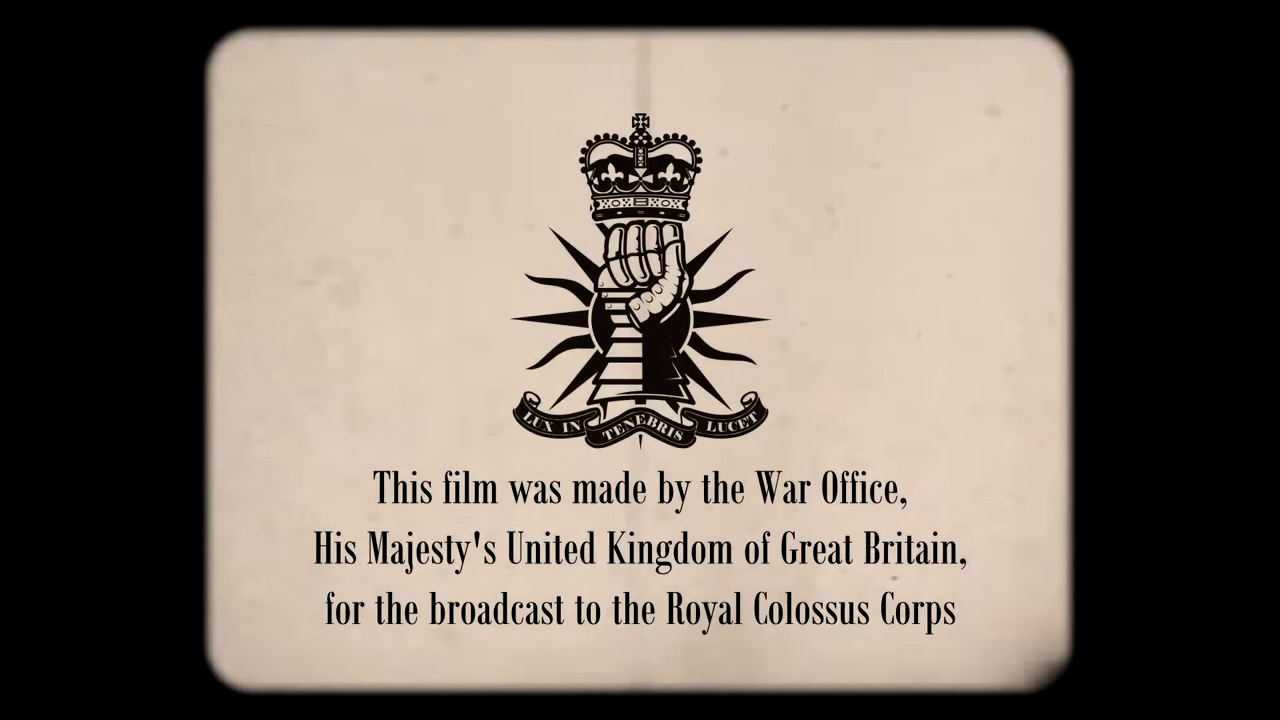 LUX IN TENEBRIS LUCET
This film was made by the War Office,
His Majesty's United Kingdom of Great Britain,
for the broadcast to the Royal Colossus Corps